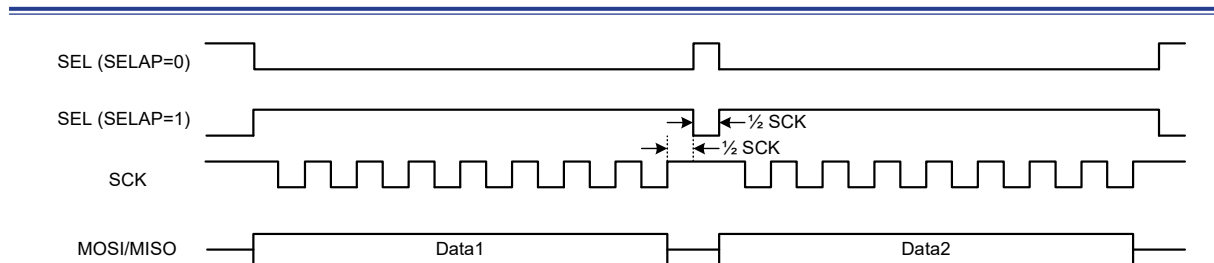 SEL (SELAP=0)
SEL (SELAP=1)
½ SCK
½ SCK
SCK
MOSI/MISO
Data1
Data2